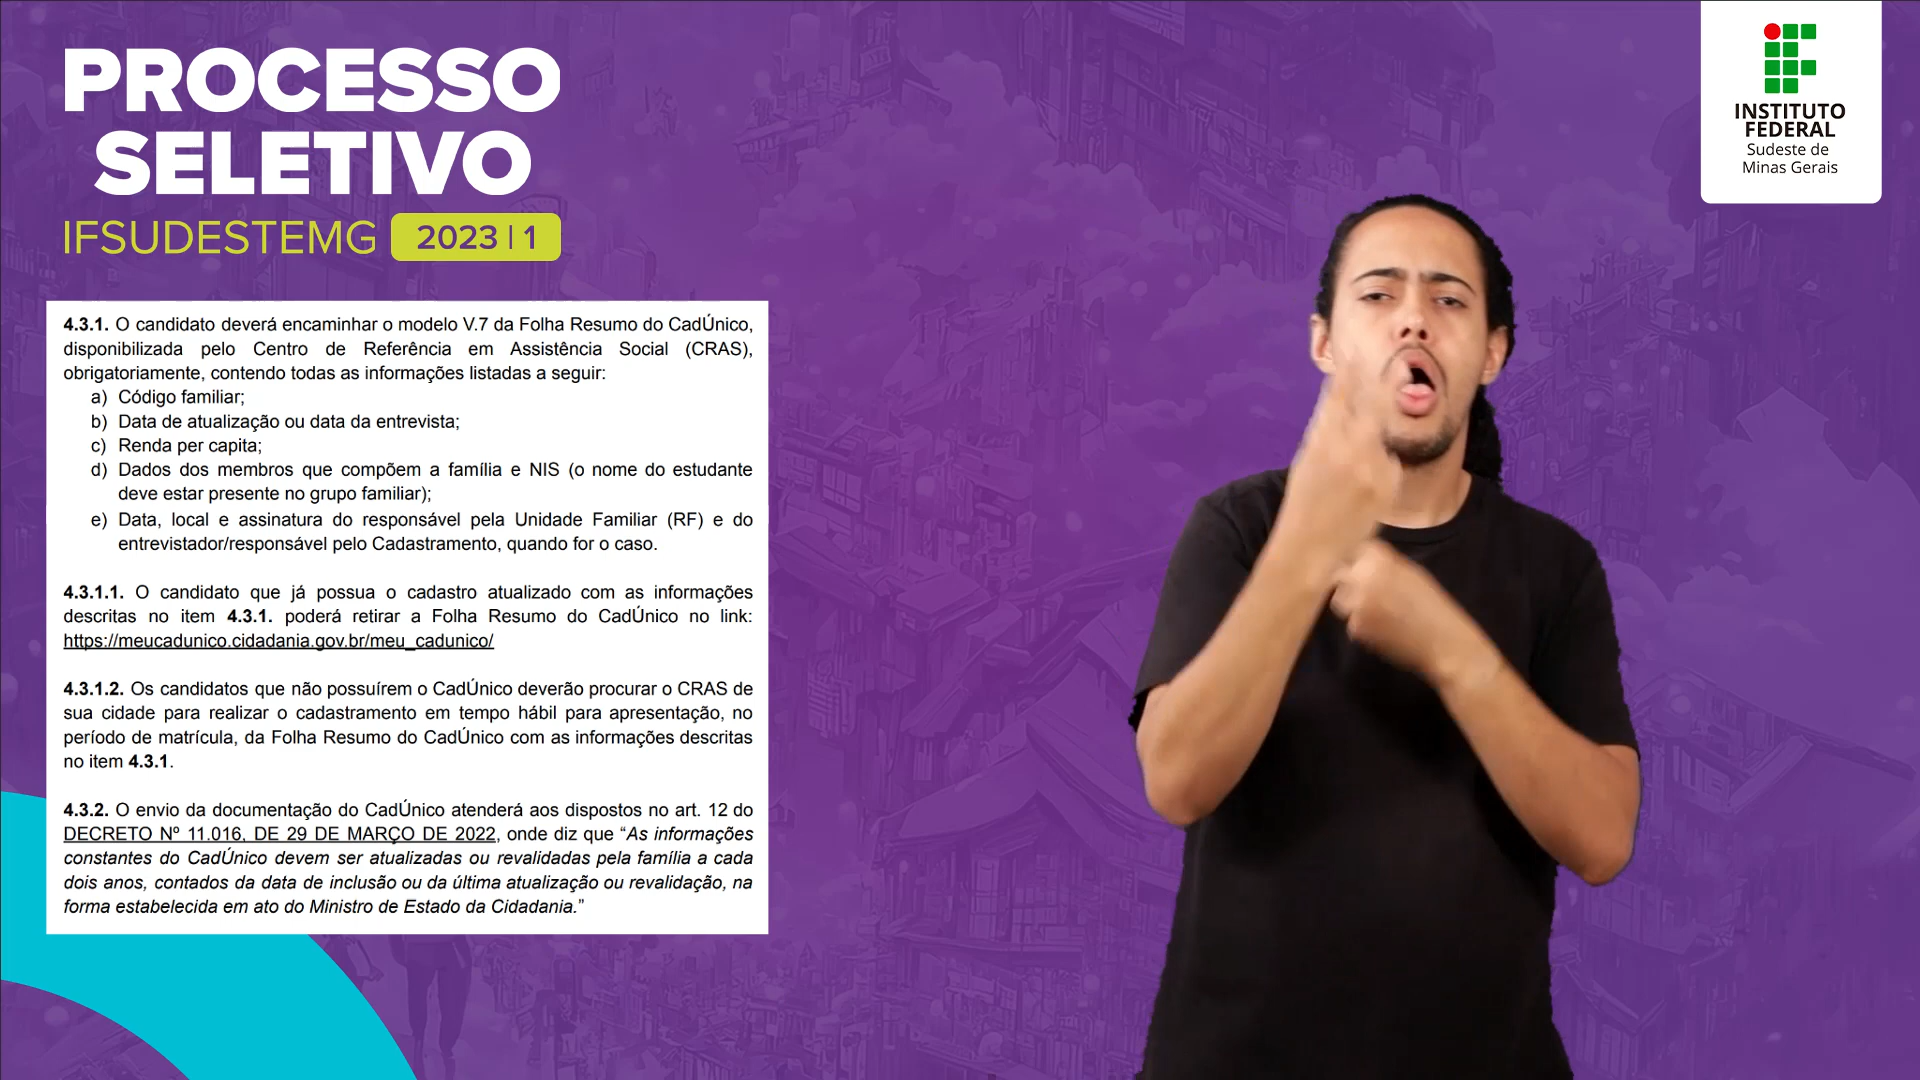 PROCESSO
SELETIVO
IFSUDESTEMG 2023 | 1
INSTITUTO
FEDERAL
Sudeste de
Minas Gerais
4.3.1. O candidato deverá encaminhar o modelo V.7 da Folha Resumo do CadÚnico,
disponibilizada pelo Centro de Referência em Assistência Social (CRAS),
obrigatoriamente, contendo todas as informações listadas a seguir:
a) Código familiar;
b) Data de atualização ou data da entrevista;
c) Renda per capita;
d) Dados dos membros que compõem a família e NIS (o nome do estudante
deve estar presente no grupo familiar);
e) Data, local e assinatura do responsável pela Unidade Familiar (RF) e do
entrevistador/responsável pelo Cadastramento, quando for o caso.
4.3.1.1. O candidato que já possua o cadastro atualizado com as informações
descritas no item 4.3.1. poderá retirar a Folha Resumo do CadÚnico no link:
https://meucadunico.cidadania.gov.br/meu_cadunico/
4.3.1.2. Os candidatos que não possuírem o CadÚnico deverão procurar o CRAS de
sua cidade para realizar o cadastramento em tempo hábil para apresentação, no
período de matrícula, da Folha Resumo do CadÚnico com as informações descritas
no item 4.3.1.
4.3.2. O envio da documentação do CadÚnico atenderá aos dispostos no art. 12 do
DECRETO Nº 11.016, DE 29 DE MARÇO DE 2022, onde diz que “As informações
constantes do CadÚnico devem ser atualizadas ou revalidadas pela família a cada
dois anos, contados da data de inclusão ou da última atualização ou revalidação, na
forma estabelecida em ato do Ministro de Estado da Cidadania.”